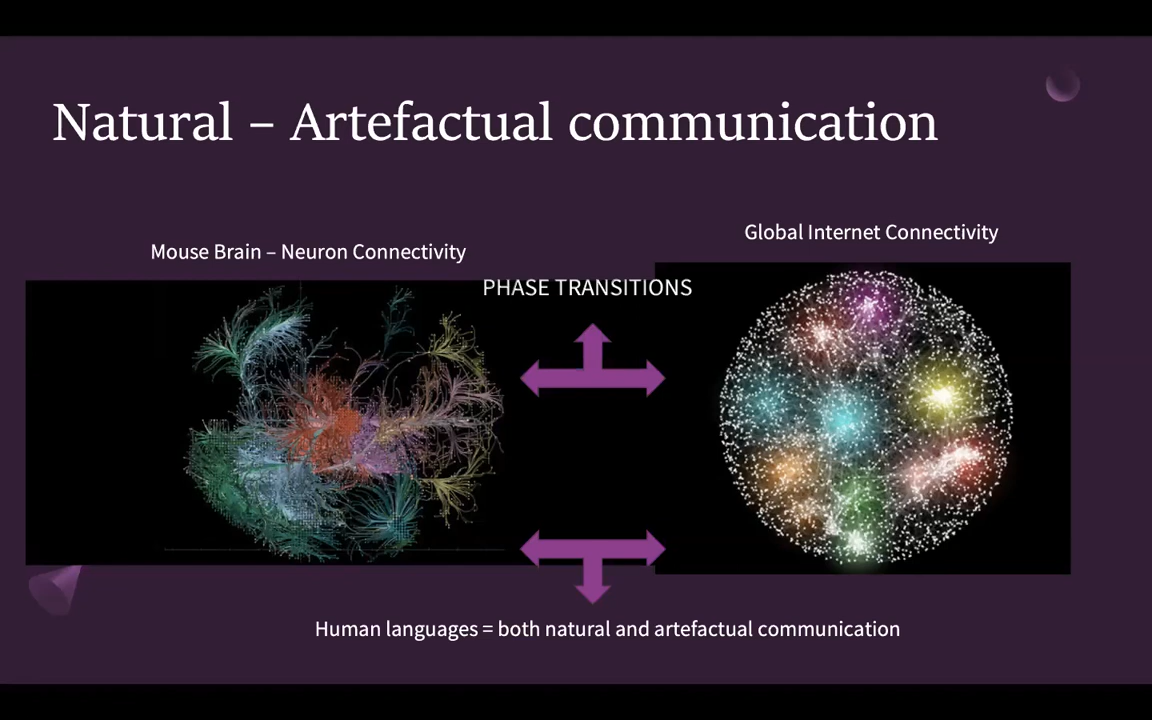 Natural – Artefactual communication
Mouse Brain – Neuron Connectivity
Global Internet Connectivity
PHASE TRANSITIONS
Human languages = both natural and artefactual communication